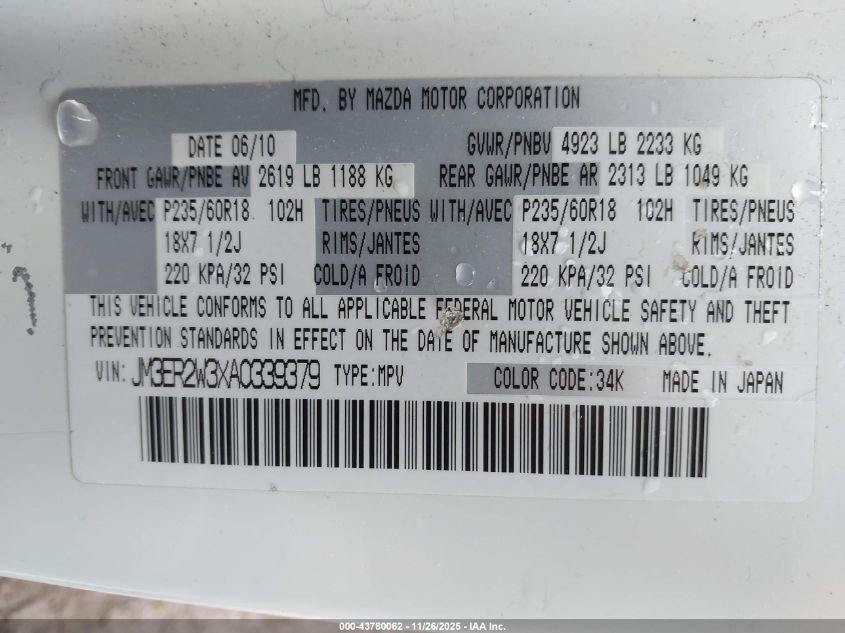 MFD. BY MAZDA MOTOR CORPORATION
DATE 06/10 GVWR/PNBV 4923 LB 2233 KG
FRONT GAWR/PNBE AV 2619 LB 1188 KG REAR GAWR/PNBE AR 2313 LB 1049 KG
WITH/AVEC P235/60R18 102H TIRES/PNEUS WITH/AVEC P235/60R18 102H TIRES/PNEUS
18X7 1/2J RIMS/JANTES 18X7 1/2J RIMS/JANTES
220 KPA/32 PSI COLD/A FROID 220 KPA/32 PSI COLD/A FROID
THIS VEHICLE CONFORMS TO ALL APPLICABLE FEDERAL MOTOR VEHICLE SAFETY AND THEFT
PREVENTION STANDARDS IN EFFECT ON THE DATE OF MANUFACTURE SHOWN ABOVE.
VIN: JM3ER2W3XA0339379 TYPE:MPV COLOR CODE:34K MADE IN JAPAN
000-43780062 - 11/26/2025 - IAA Inc.